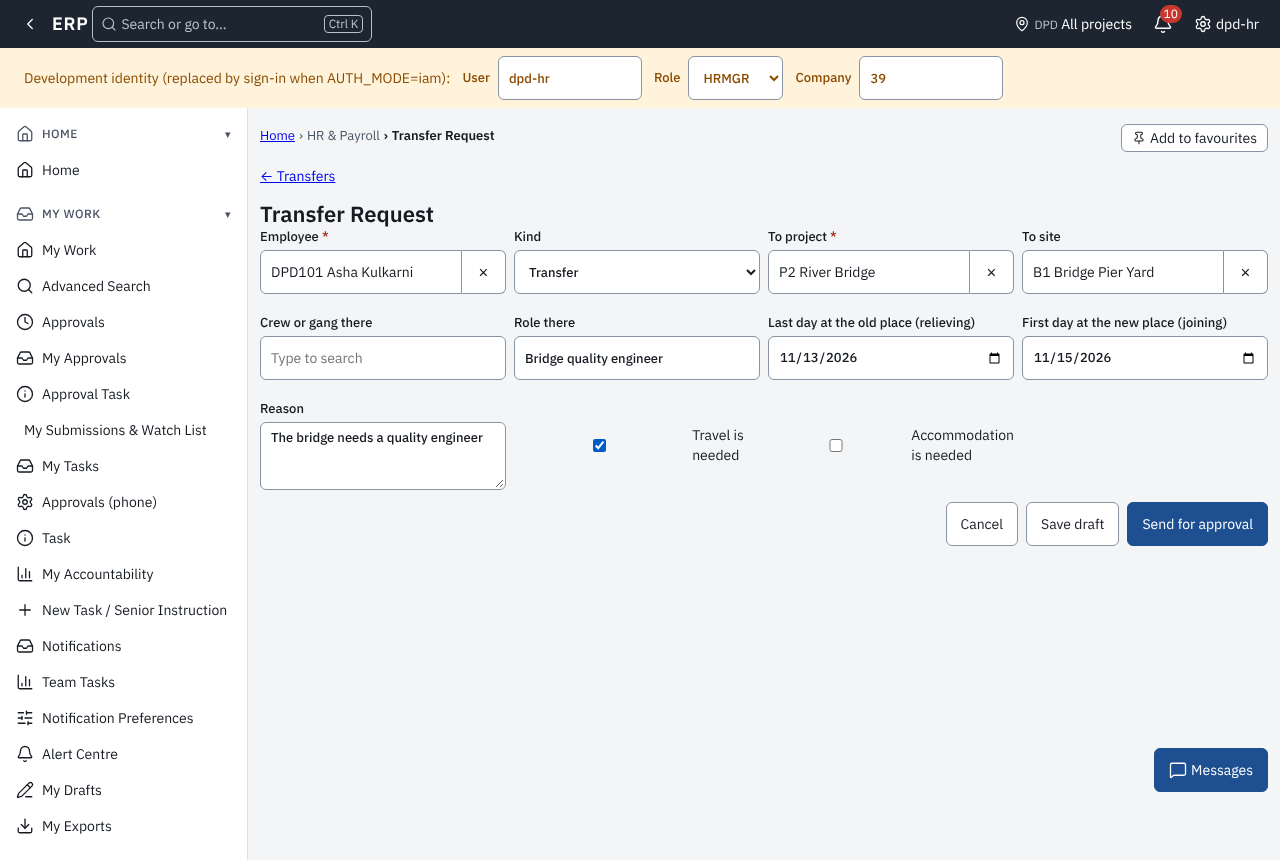 ERP
Search or go to...
Ctrl K
DPD All projects
10
dpd-hr
Development identity (replaced by sign-in when AUTH_MODE=iam):
User
dpd-hr
Role
HRMGR
Company
39
HOME
Home
MY WORK
My Work
Advanced Search
Approvals
My Approvals
Approval Task
My Submissions & Watch List
My Tasks
Approvals (phone)
Task
My Accountability
New Task / Senior Instruction
Notifications
Team Tasks
Notification Preferences
Alert Centre
My Drafts
My Exports
Home › HR & Payroll › Transfer Request
Add to favourites
← Transfers
Transfer Request
Employee *
Kind
To project *
To site
DPD101 Asha Kulkarni
×
Transfer
P2 River Bridge
×
B1 Bridge Pier Yard
×
Crew or gang there
Role there
Last day at the old place (relieving)
First day at the new place (joining)
Type to search
Bridge quality engineer
11/13/2026
11/15/2026
Reason
The bridge needs a quality engineer
Travel is
needed
Accommodation
is needed
Cancel
Save draft
Send for approval
Messages